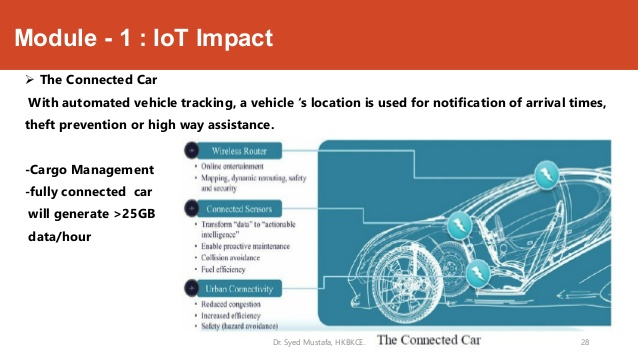 Module - 1 : IoT Impact
➢ The Connected Car
With automated vehicle tracking, a vehicle 's location is used for notification of arrival times,
theft prevention or high way assistance.
-Cargo Management
-fully connected car
will generate >25GB
data/hour
Wireless Router
• Online entertainment
• Mapping, dynamic rerouting, safety
and security
Connected Sensors
• Transform "data" to "actionable
intelligence"
• Enable proactive maintenance
• Collision avoidance
• Fuel efficiency
Urban Connectivity
• Reduced congestion
• Increased efficiency
• Safety (hazard avoidance)
Dr. Syed Mustafa, HKBKCE.
The Connected Car
28